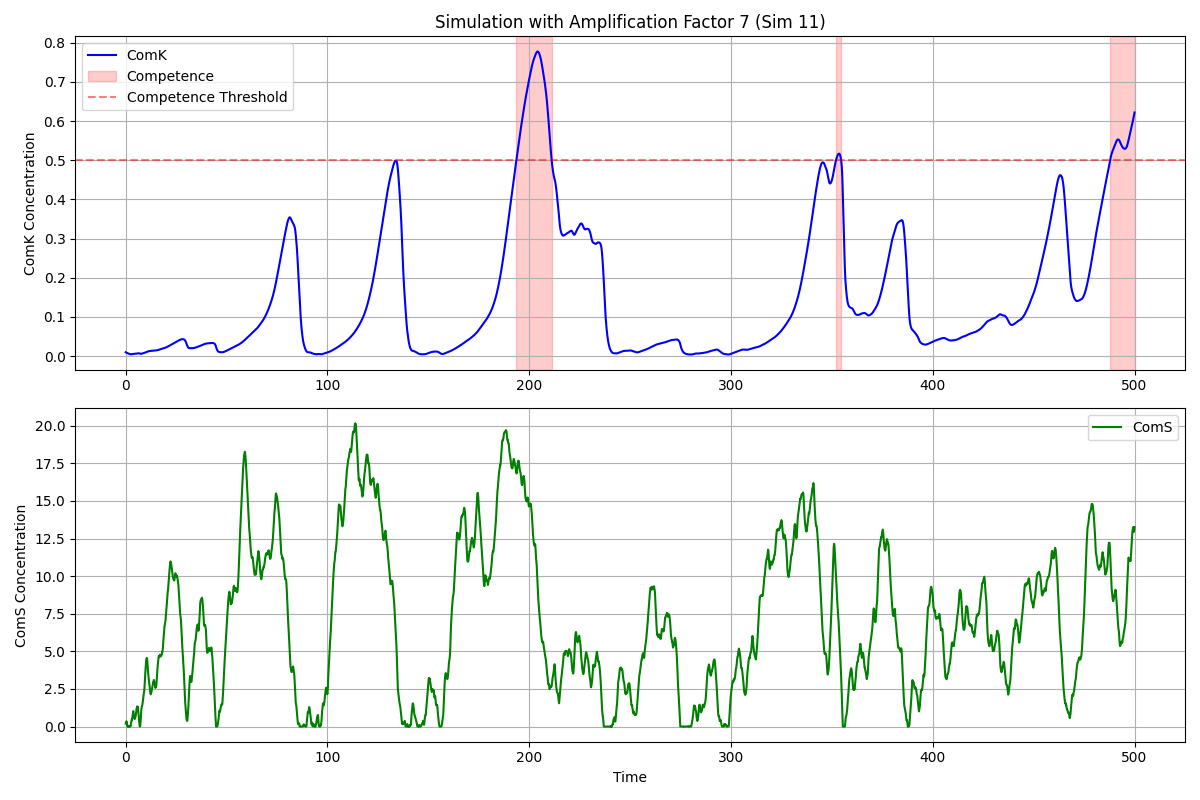 Simulation with Amplification Factor 7 (Sim 11)
ComK Concentration
0.8
0.7
0.6
0.5
0.4
0.3
0.2
0.1
0.0
ComK
Competence
Competence Threshold
0 100 200 300 400 500
ComS Concentration
20.0
17.5
15.0
12.5
10.0
7.5
5.0
2.5
0.0
ComS
0 100 200 300 400 500
Time